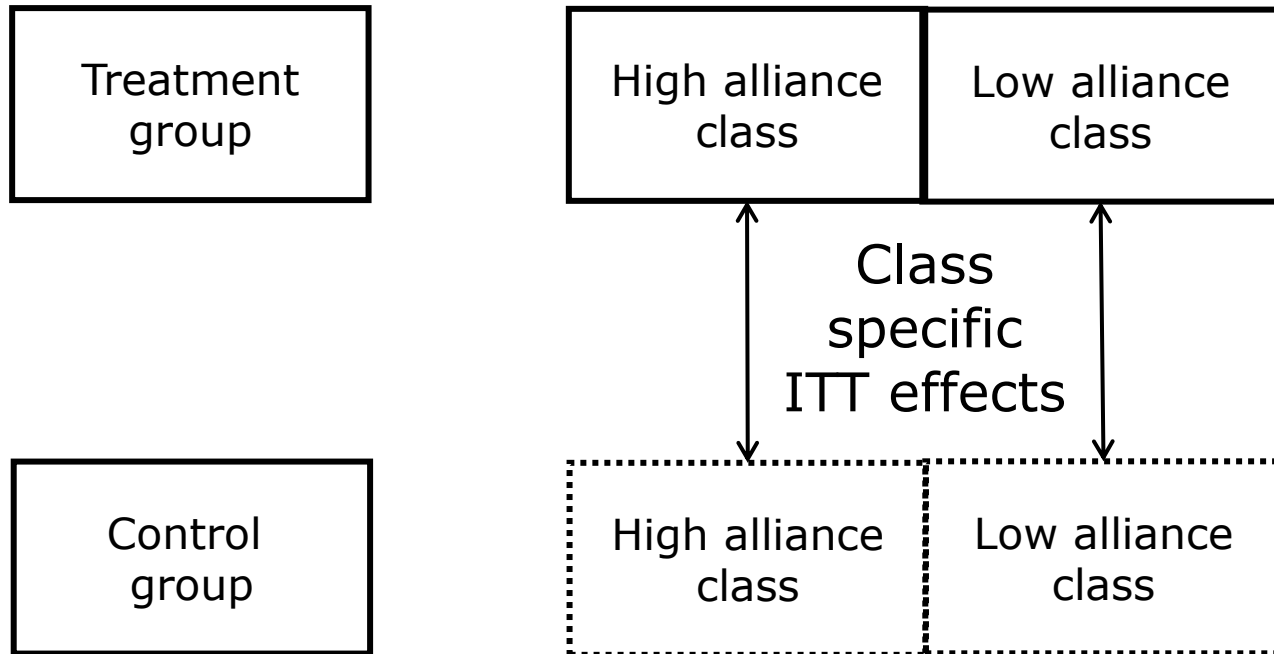 Treatment
group
High alliance
class
Low alliance
class
Class
specific
ITT effects
Control
group
High alliance
class
Low alliance
class